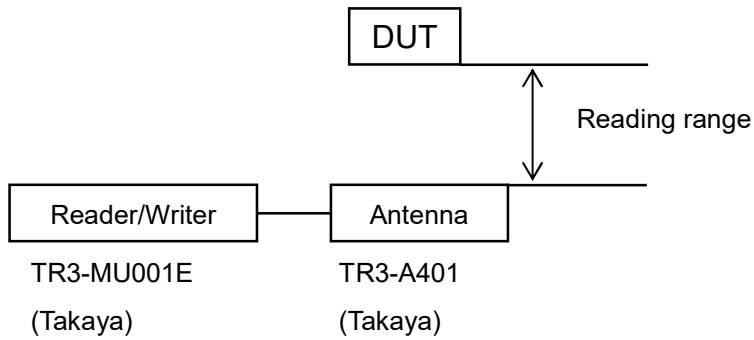 DUT
Reading range
Reader/Writer
Antenna
TR3-MU001E
TR3-A401
(Takaya)
(Takaya)